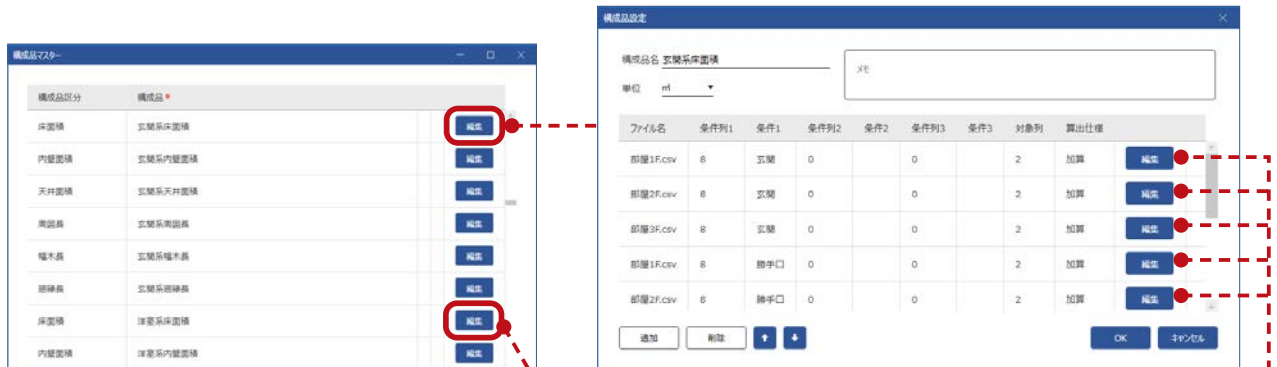 構成品マスター
構成品区分 構成品*
床面積 玄関系床面積 編集
内壁面積 玄関系内壁面積 編集
天井面積 玄関系天井面積 編集
周囲長 玄関系周囲長 編集
幅木長 玄関系幅木長 編集
廻縁長 玄関系廻縁長 編集
床面積 洋室系床面積 編集
内壁面積 洋室系内壁面積 編集
構成品設定
構成品名 玄関系床面積
メモ
単位 ㎡
ファイル名 条件列1 条件1 条件列2 条件2 条件列3 条件3 対象列 算出仕様
部屋1F.csv 8 玄関 0 0 2 加算 編集
部屋2F.csv 8 玄関 0 0 2 加算 編集
部屋3F.csv 8 玄関 0 0 2 加算 編集
部屋1F.csv 8 勝手口 0 0 2 加算 編集
部屋2F.csv 8 勝手口 0 0 2 加算 編集
追加 削除 OK キャンセル